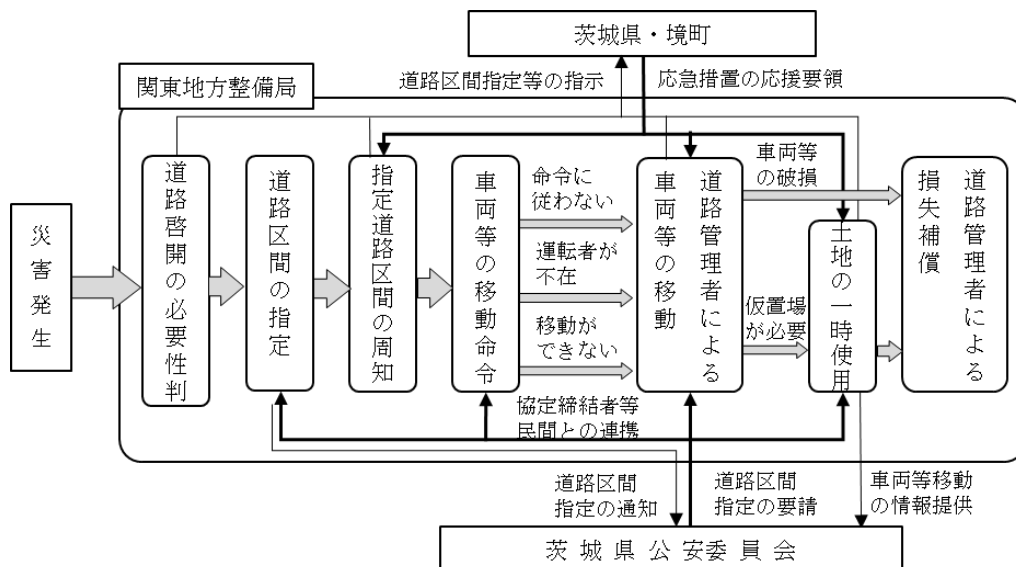 茨城県・境町
道路区間指定等の指示
応急措置の応援要領
関東地方整備局
災害発生
道路啓開の必要性判
道路区間の指定
指定道路区間の周知
車両等の移動命令
命令に
従わない
運転者が
不在
移動が
できない
道路管理者による
車両等の移動
車両等
の破損
仮置場
が必要
土地の一時使用
道路管理者による
損失補償
協定締結者等
民間との連携
道路区間
指定の通知
道路区間
指定の要請
車両等移動
の情報提供
茨城県公安委員会